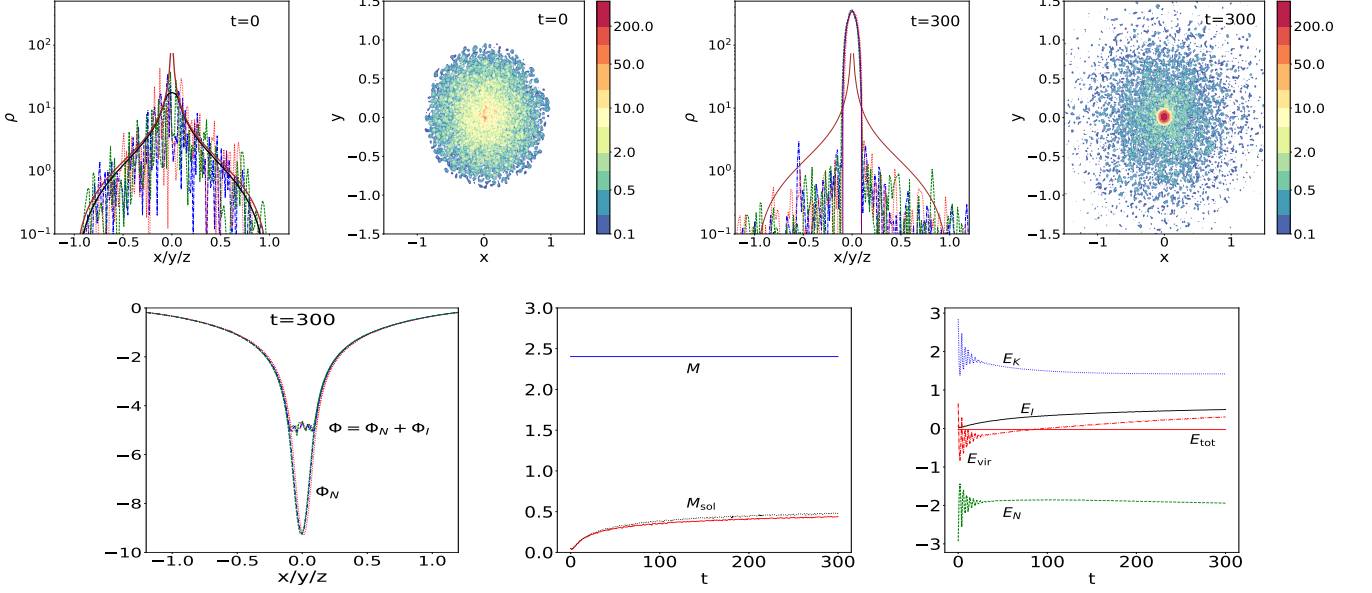 t=0
ρ
10²
10¹
10⁰
10⁻¹
−1.0 −0.5 0.0 0.5 1.0
x/y/z
t=0
y
1.5
1.0
0.5
0.0
−0.5
−1.0
−1.5
−1 0 1
x
200.0
50.0
10.0
2.0
0.5
0.1
t=300
ρ
10²
10¹
10⁰
10⁻¹
−1.0 −0.5 0.0 0.5 1.0
x/y/z
t=300
y
1.5
1.0
0.5
0.0
−0.5
−1.0
−1.5
−1 0 1
x
200.0
50.0
10.0
2.0
0.5
0.1
t=300
0
−2
−4
−6
−8
−10
Φ = Φ_N + Φ_I
Φ_N
−1.0 −0.5 0.0 0.5 1.0
x/y/z
3.0
2.5
2.0
1.5
1.0
0.5
0.0
M
M_sol
0 100 200 300
t
3
2
1
0
−1
−2
−3
E_K
E_I
E_tot
E_vir
E_N
0 100 200 300
t